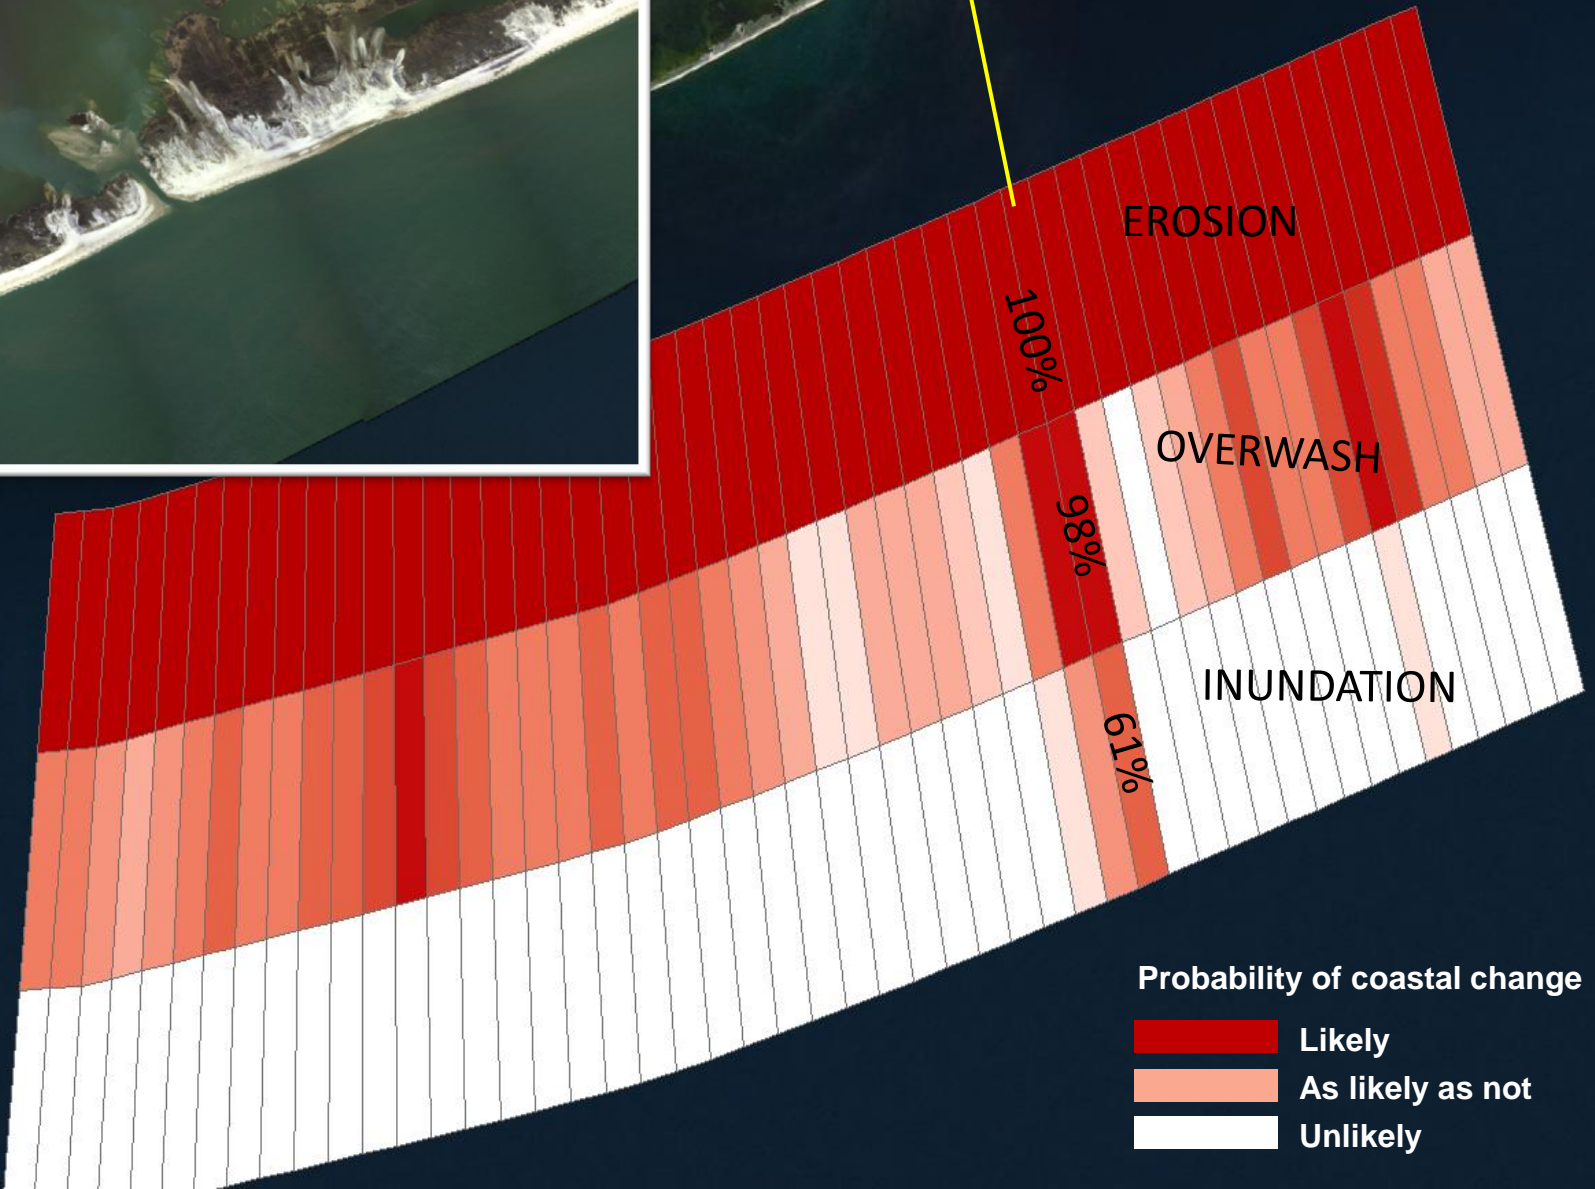 EROSION
100%
OVERWASH
98%
INUNDATION
61%
Probability of coastal change
Likely
As likely as not
Unlikely